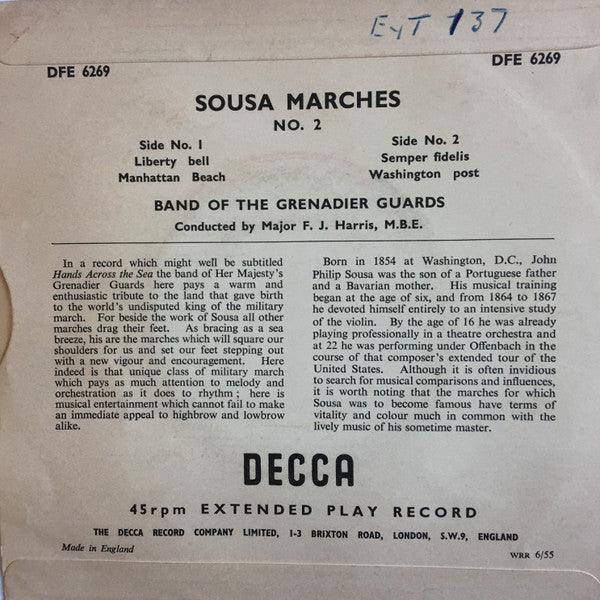 EyT 137
DFE 6269 DFE 6269
SOUSA MARCHES
NO. 2
Side No. 1
Liberty bell
Manhattan Beach
Side No. 2
Semper fidelis
Washington post
BAND OF THE GRENADIER GUARDS
Conducted by Major F. J. Harris, M.B.E.
In a record which might well be subtitled
Hands Across the Sea the band of Her Majesty's
Grenadier Guards here pays a warm and
enthusiastic tribute to the land that gave birth
to the world's undisputed king of the military
march. For beside the work of Sousa all other
marches drag their feet. As bracing as a sea
breeze, his are the marches which will square our
shoulders for us and set our feet stepping out
with a new vigour and encouragement. Here
indeed is that unique class of military march
which pays as much attention to melody and
orchestration as it does to rhythm ; here is
musical entertainment which cannot fail to make
an immediate appeal to highbrow and lowbrow
alike.
Born in 1854 at Washington, D.C., John
Philip Sousa was the son of a Portuguese father
and a Bavarian mother. His musical training
began at the age of six, and from 1864 to 1867
he devoted himself entirely to an intensive study
of the violin. By the age of 16 he was already
playing professionally in a theatre orchestra and
at 22 he was performing under Offenbach in the
course of that composer's extended tour of the
United States. Although it is often invidious
to search for musical comparisons and influences,
it is worth noting that the marches for which
Sousa was to become famous have terms of
vitality and colour much in common with the
lively music of his sometime master.
DECCA
45rpm EXTENDED PLAY RECORD
THE DECCA RECORD COMPANY LIMITED, 1-3 BRIXTON ROAD, LONDON, S.W.9, ENGLAND
Made in England
WRR 6/55